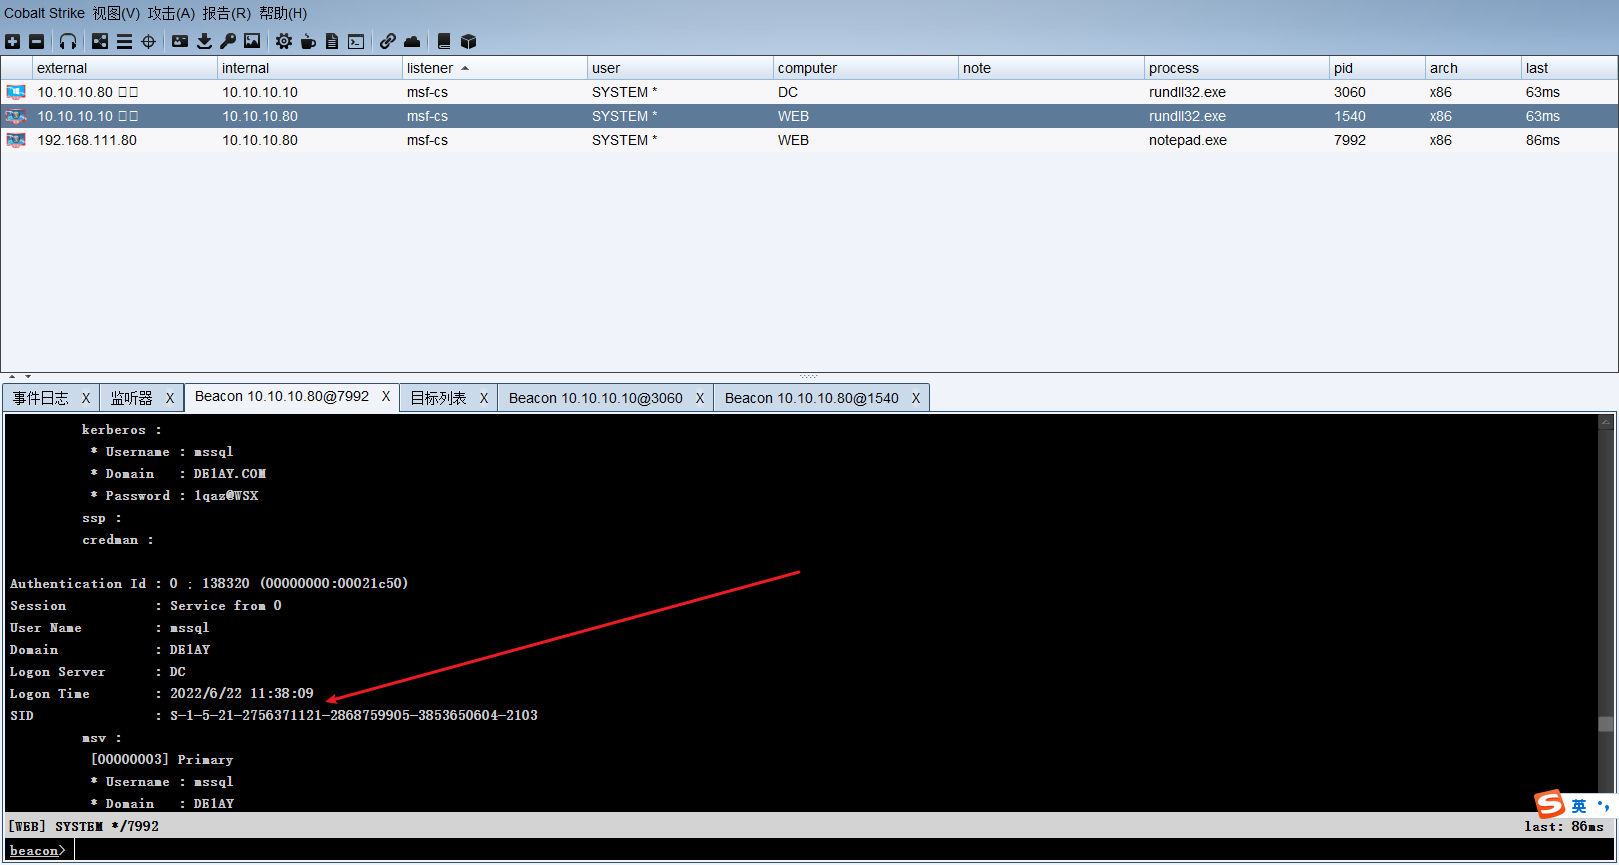 Cobalt Strike 视图(V) 攻击(A) 报告(R) 帮助(H)
external internal listener user computer note process pid arch last
10.10.10.80 10.10.10.10 msf-cs SYSTEM * DC rundll32.exe 3060 x86 63ms
10.10.10.10 10.10.10.80 msf-cs SYSTEM * WEB rundll32.exe 1540 x86 63ms
192.168.111.80 10.10.10.80 msf-cs SYSTEM * WEB notepad.exe 7992 x86 86ms
事件日志 X 监听器 X Beacon 10.10.10.80@7992 X 目标列表 X Beacon 10.10.10.10@3060 X Beacon 10.10.10.80@1540 X
kerberos :
* Username : mssql
* Domain : DE1AY.COM
* Password : 1qaz@WSX
ssp :
credman :
Authentication Id : 0 ; 138320 (00000000:00021c50)
Session : Service from 0
User Name : mssql
Domain : DE1AY
Logon Server : DC
Logon Time : 2022/6/22 11:38:09
SID : S-1-5-21-2756371121-2868759905-3853650604-2103
msv :
[00000003] Primary
* Username : mssql
* Domain : DE1AY
英
[WEB] SYSTEM */7992 last: 86ms
beacon>